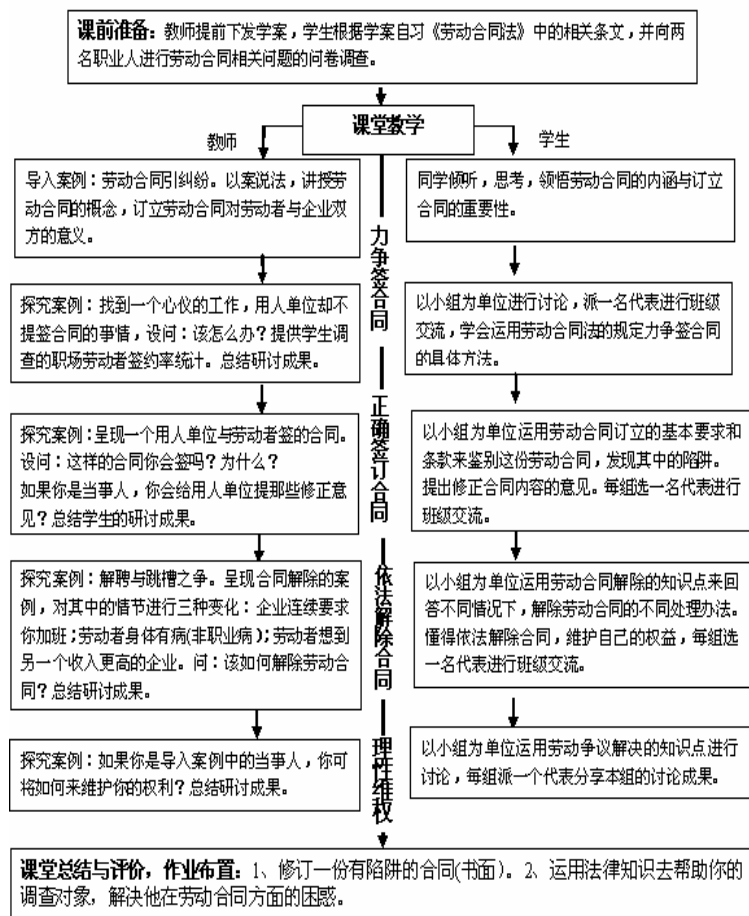 课前准备：教师提前下发学案，学生根据学案自习《劳动合同法》中的相关条文，并向两
名职业人进行劳动合同相关问题的问卷调查。
课堂教学
教师
学生
导入案例：劳动合同引纠纷。以案说法，讲授劳
动合同的概念，订立劳动合同对劳动者与企业双
方的意义。
同学倾听，思考，领悟劳动合同的内涵与订立
合同的重要性。
力争签合同
探究案例：找到一个心仪的工作，用人单位却不
提签合同的事情，设问：该怎么办？提供学生调
查的职场劳动者签约率统计。总结研讨成果。
以小组为单位进行讨论，派一名代表进行班级
交流，学会运用劳动合同法的规定力争签合同
的具体方法。
正确签订合同
探究案例：呈现一个用人单位与劳动者签的合同。
设问：这样的合同你会签吗？为什么？
如果你是当事人，你会给用人单位提那些修正意
见？总结学生的研讨成果。
以小组为单位运用劳动合同订立的基本要求和
条款来鉴别这份劳动合同，发现其中的陷阱。
提出修正合同内容的意见。每组选一名代表进行
班级交流。
依法解除合同
探究案例：解聘与跳槽之争。呈现合同解除的案
例，对其中的情节进行三种变化：企业连续要求
你加班；劳动者身体有病(非职业病)；劳动者想到
另一个收入更高的企业。问：该如何解除劳动合
同？总结研讨成果。
以小组为单位运用劳动合同解除的知识点来回
答不同情况下，解除劳动合同的不同处理办法。
懂得依法解除合同，维护自己的权益，每组选
一名代表进行班级交流。
理性维权
探究案例：如果你是导入案例中的当事人，你可
将如何来维护你的权利？总结研讨成果。
以小组为单位运用劳动争议解决的知识点进行
讨论，每组派一个代表分享本组的讨论成果。
课堂总结与评价，作业布置：1、修订一份有陷阱的合同(书面)。2、运用法律知识去帮助你的
调查对象，解决他在劳动合同方面的困惑。